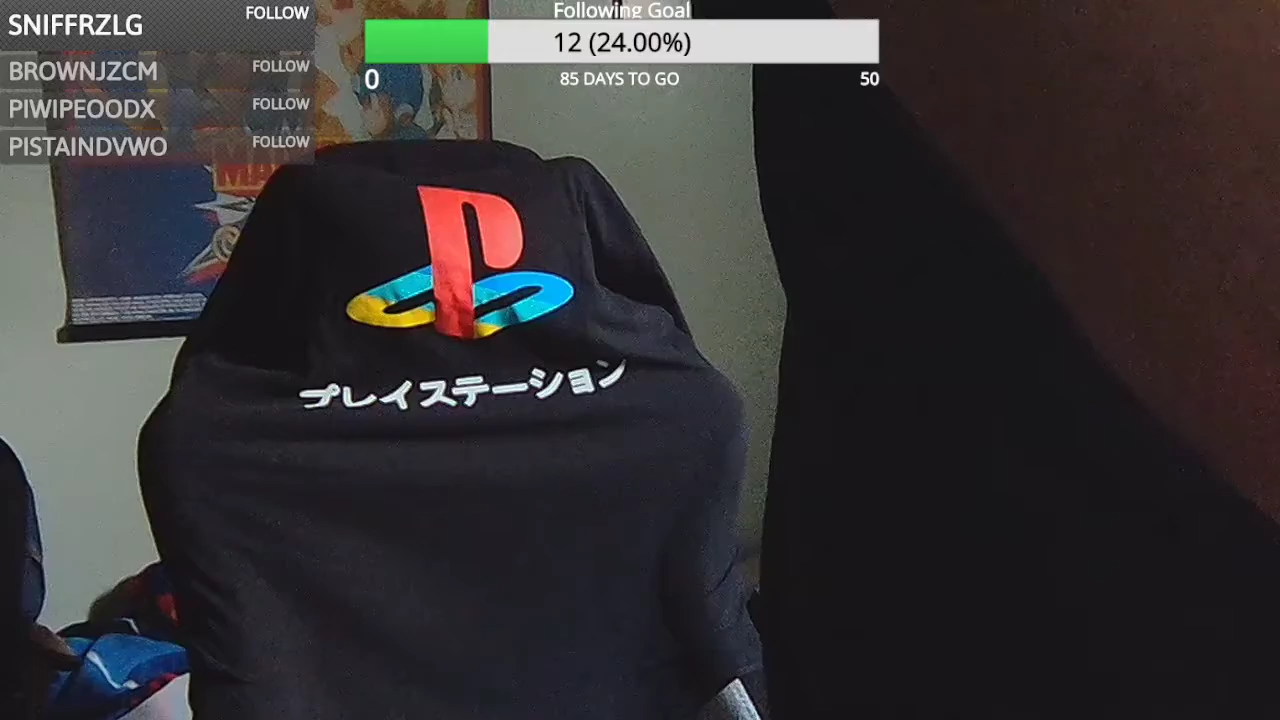 SNIFFRZLG FOLLOW
BROWNJZCM FOLLOW
PIWIPEOODX FOLLOW
PISTAINDVWO FOLLOW
Following Goal
12 (24.00%)
0 85 DAYS TO GO 50
プレイステーション